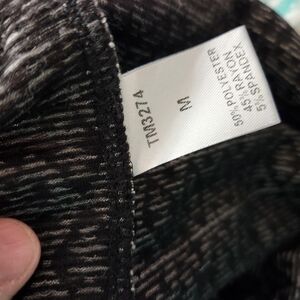 TM3274
M
50% POLYESTER
45% RAYON
5% SPANDEX